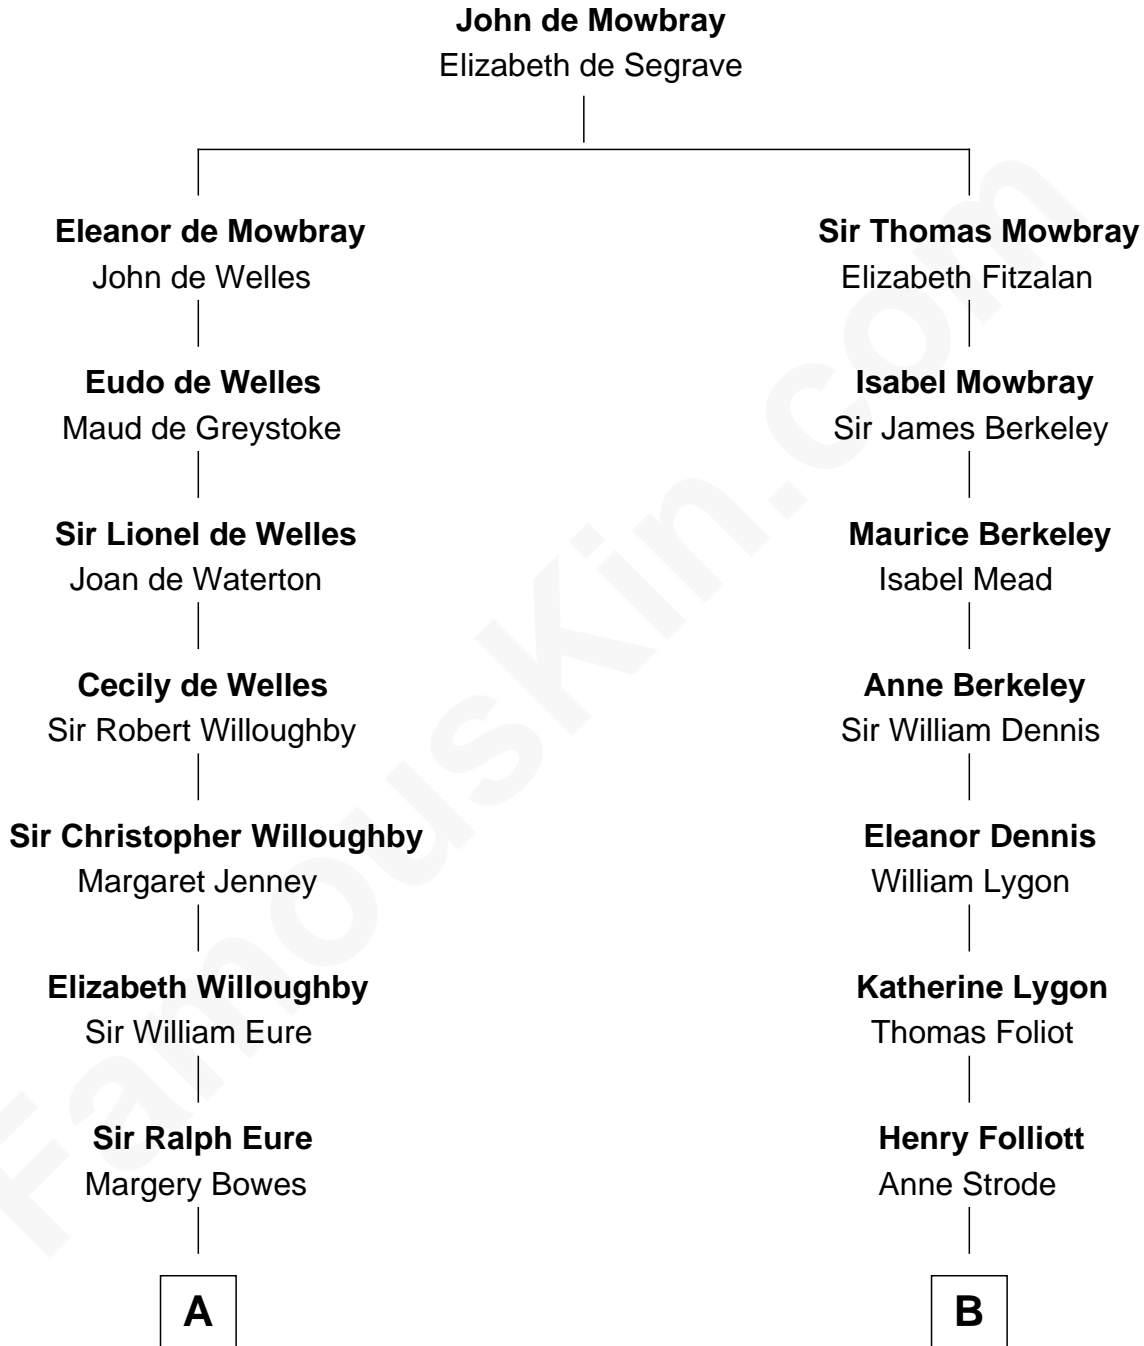 John de Mowbray
Elizabeth de Segrave
Eleanor de Mowbray
John de Welles
Eudo de Welles
Maud de Greystoke
Sir Lionel de Welles
Joan de Waterton
Cecily de Welles
Sir Robert Willoughby
Sir Christopher Willoughby
Margaret Jenney
Elizabeth Willoughby
Sir William Eure
Sir Ralph Eure
Margery Bowes
A
Sir Thomas Mowbray
Elizabeth Fitzalan
Isabel Mowbray
Sir James Berkeley
Maurice Berkeley
Isabel Mead
Anne Berkeley
Sir William Dennis
Eleanor Dennis
William Lygon
Katherine Lygon
Thomas Foliot
Henry Folliott
Anne Strode
B
FamousKin.com